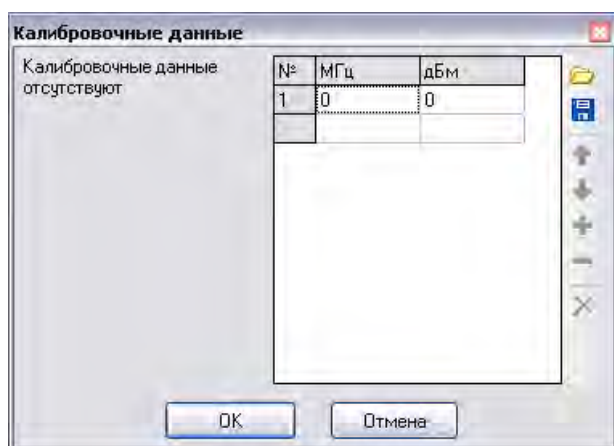 Калибровочные данные
Калибровочные данные
отсутствуют
№ МГц дБм
1 0 0
OK Отмена